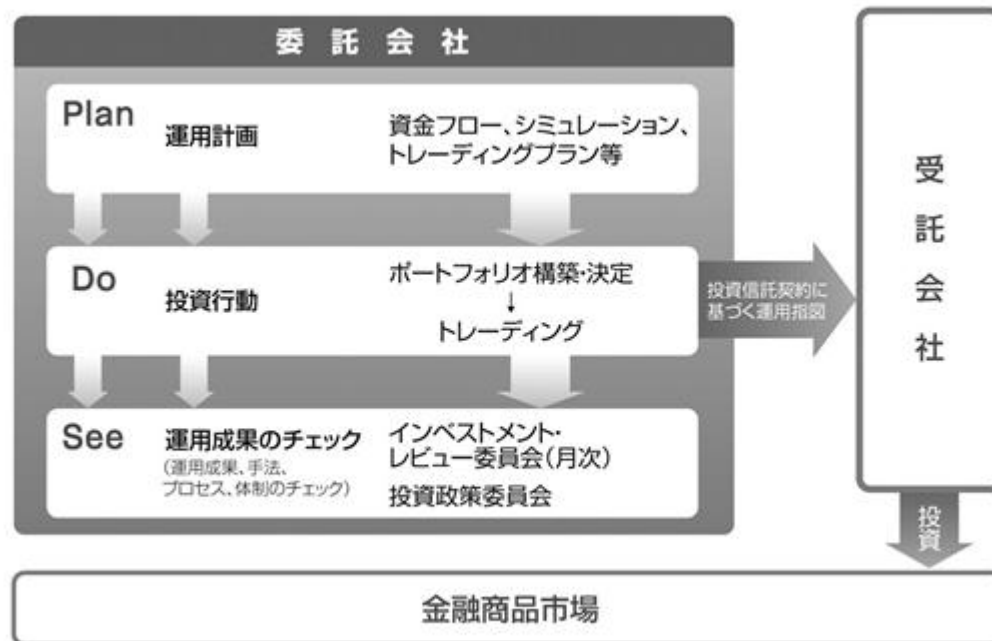 委託会社
Plan
運用計画
資金フロー、シミュレーション、
トレーディングプラン等
Do
投資行動
ポートフォリオ構築・決定
↓
トレーディング
投資信託契約に
基づく運用指図
See
運用成果のチェック
(運用成果、手法、
プロセス、体制のチェック)
インベストメント・
レビュー委員会(月次)
投資政策委員会
受託会社
投資
金融商品市場